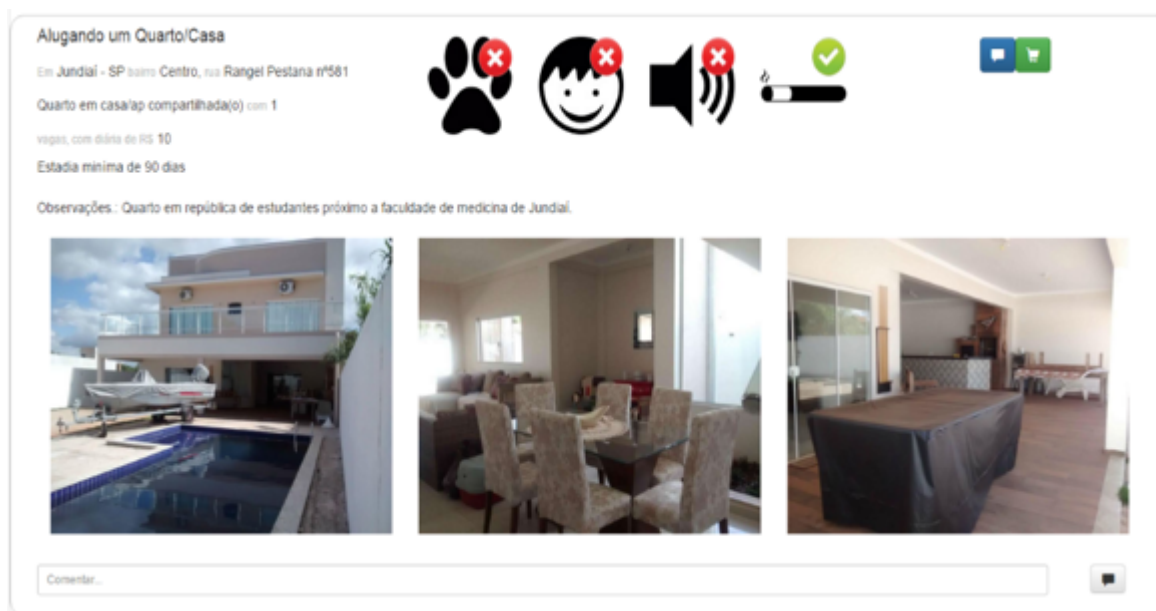 Alugando um Quarto/Casa
Em Jundiaí - SP bairro Centro, rua Rangel Pestana nº581
Quarto em casa/ap compartilhada(o) com 1
vagas, com diária de R$ 10
Estadia minima de 90 dias
Observações.: Quarto em república de estudantes próximo a faculdade de medicina de Jundiaí.
Comentar...